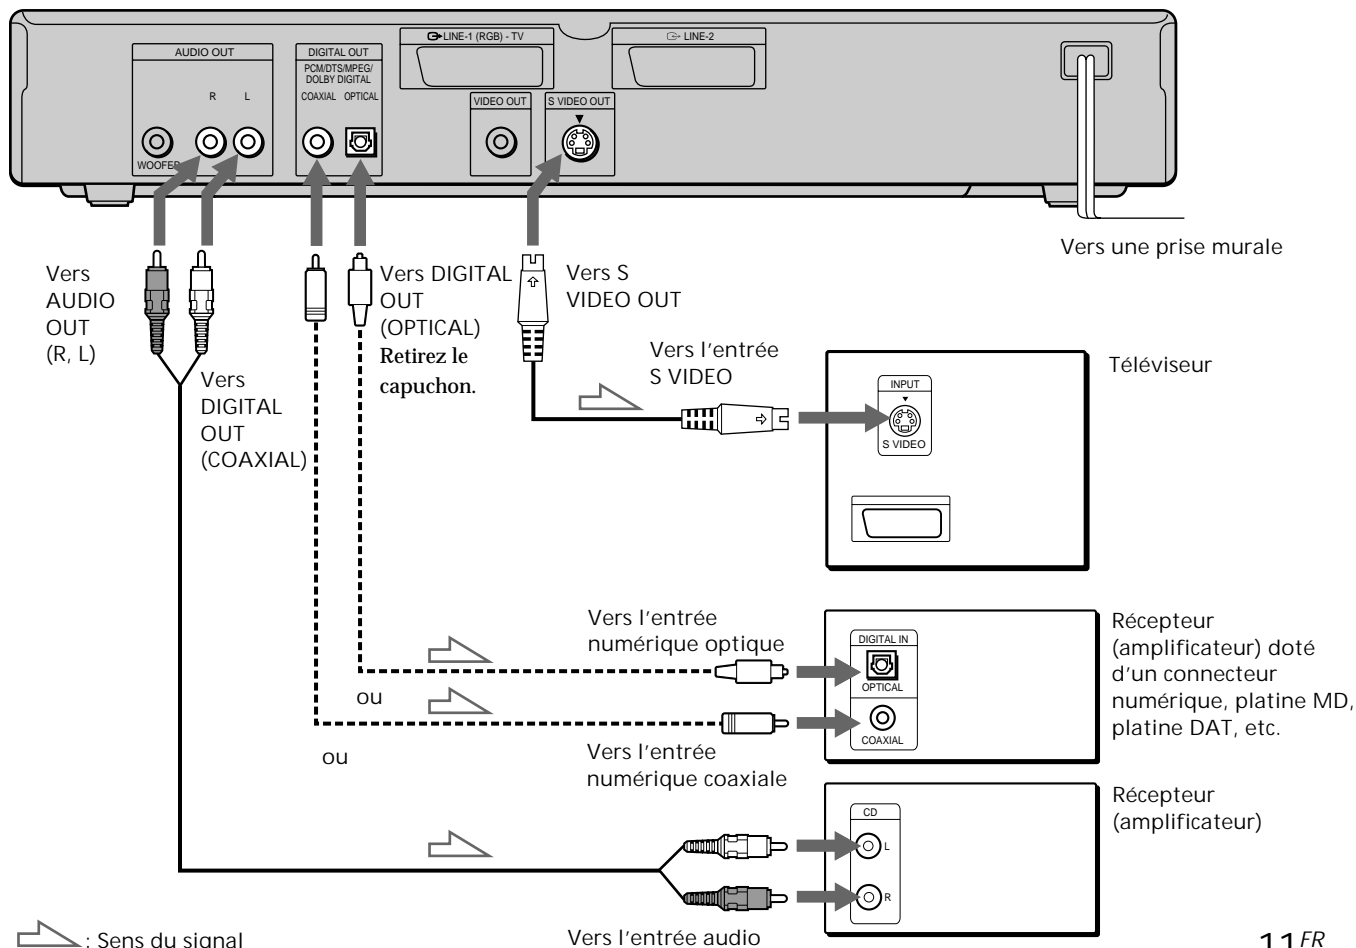 AUDIO OUT
R L
WOOFER
DIGITAL OUT
PCM/DTS/MPEG/
DOLBY DIGITAL
COAXIAL OPTICAL
LINE-1 (RGB) - TV
LINE-2
VIDEO OUT
S VIDEO OUT
Vers une prise murale
Vers
AUDIO
OUT
(R, L)
Vers
DIGITAL
OUT
(COAXIAL)
Vers DIGITAL
OUT
(OPTICAL)
Retirez le
capuchon.
Vers S
VIDEO OUT
Vers l'entrée
S VIDEO
INPUT
S VIDEO
Téléviseur
Vers l'entrée
numérique optique
ou
ou
Vers l'entrée
numérique coaxiale
DIGITAL IN
OPTICAL
COAXIAL
Récepteur
(amplificateur) doté
d'un connecteur
numérique, platine MD,
platine DAT, etc.
CD
L
R
Récepteur
(amplificateur)
: Sens du signal
Vers l'entrée audio
11FR